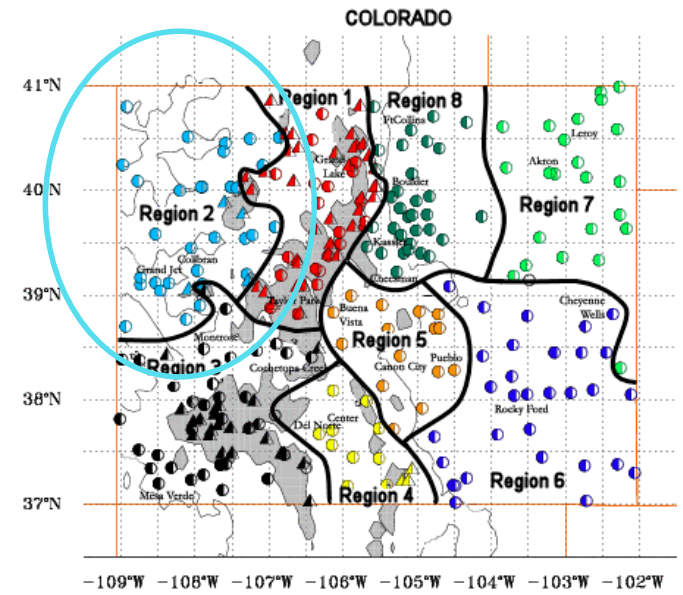 COLORADO
41°N
Region 1
Region 8
FtCollins
Leroy
Grand
Lake
Akron
40°N
Boulder
Region 2
Region 7
Kassler
Collbran
Grand Jct
Cheesman
39°N
Taylor Park
Buena
Vista
Cheyenne
Wells
Montrose
Region 5
Region 3
Cochetopa Creek
Canon City
Pueblo
38°N
Rocky Ford
Center
Del Norte
Region 6
Mesa Verde
Region 4
37°N
-109°W -108°W -107°W -106°W -105°W -104°W -103°W -102°W